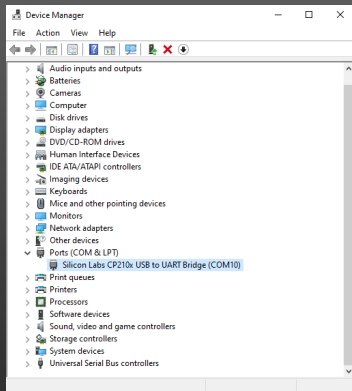 Device Manager
File Action View Help
Audio inputs and outputs
Batteries
Cameras
Computer
Disk drives
Display adapters
DVD/CD-ROM drives
Human Interface Devices
IDE ATA/ATAPI controllers
Imaging devices
Keyboards
Mice and other pointing devices
Monitors
Network adapters
Other devices
Ports (COM & LPT)
Silicon Labs CP210x USB to UART Bridge (COM10)
Print queues
Printers
Processors
Software devices
Sound, video and game controllers
Storage controllers
System devices
Universal Serial Bus controllers